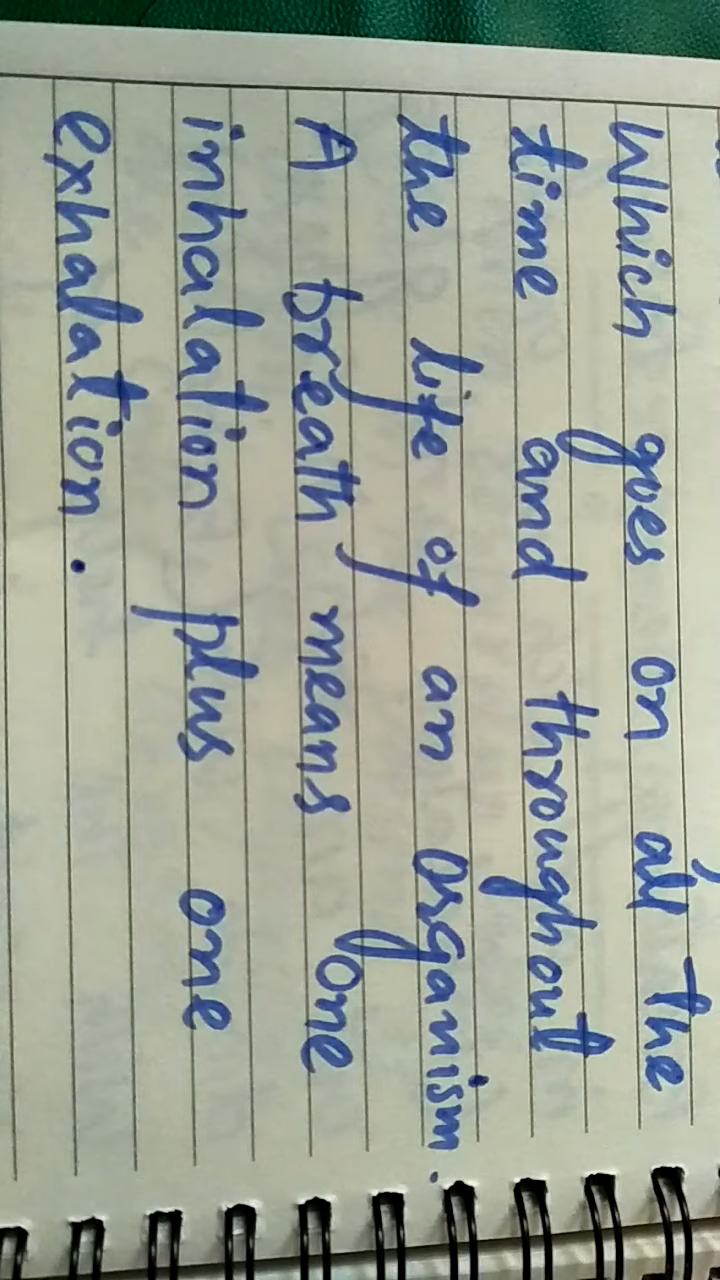 Which goes on all the
time and throughout
the life of an organism.
A breath means one
inhalation plus one
exhalation.